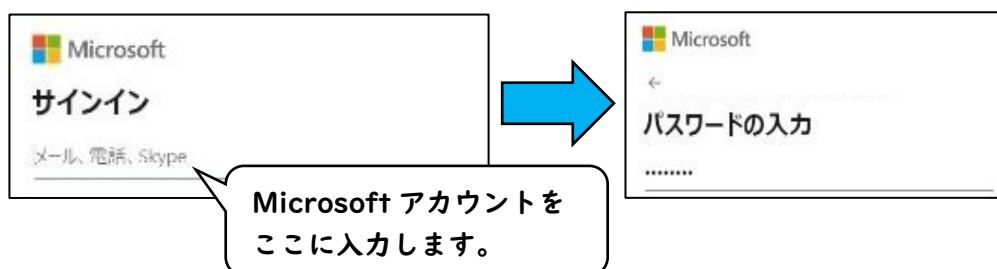 Microsoft
サインイン
メール、電話、Skype
Microsoft アカウントを
ここに入力します。
Microsoft
←
パスワードの入力
••••••••